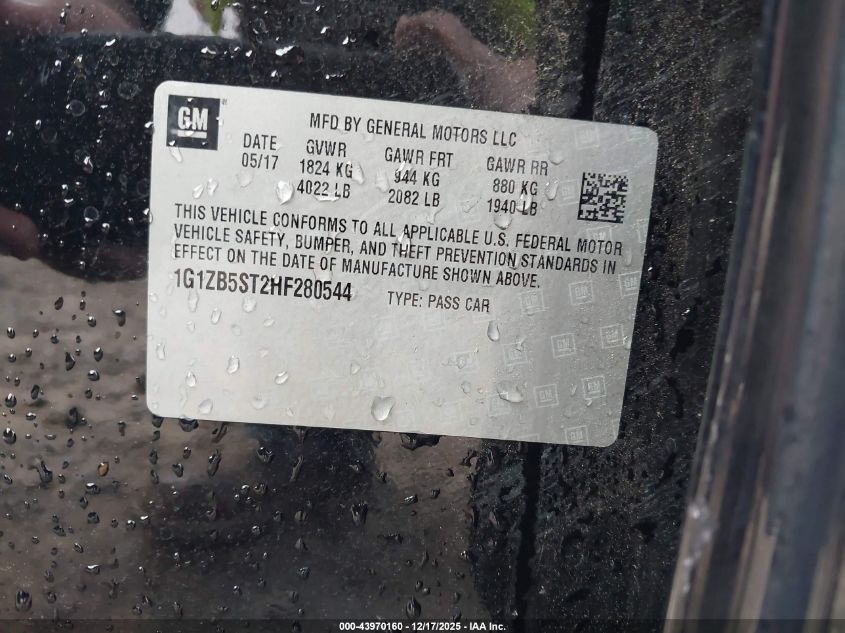 GM
MFD BY GENERAL MOTORS LLC
DATE GVWR GAWR FRT GAWR RR
05/17 1824 KG 944 KG 880 KG
4022 LB 2082 LB 1940 LB
THIS VEHICLE CONFORMS TO ALL APPLICABLE U.S. FEDERAL MOTOR
VEHICLE SAFETY, BUMPER, AND THEFT PREVENTION STANDARDS IN
EFFECT ON THE DATE OF MANUFACTURE SHOWN ABOVE.
1G1ZB5ST2HF280544 TYPE: PASS CAR
000-43970160 - 12/17/2025 - IAA Inc.